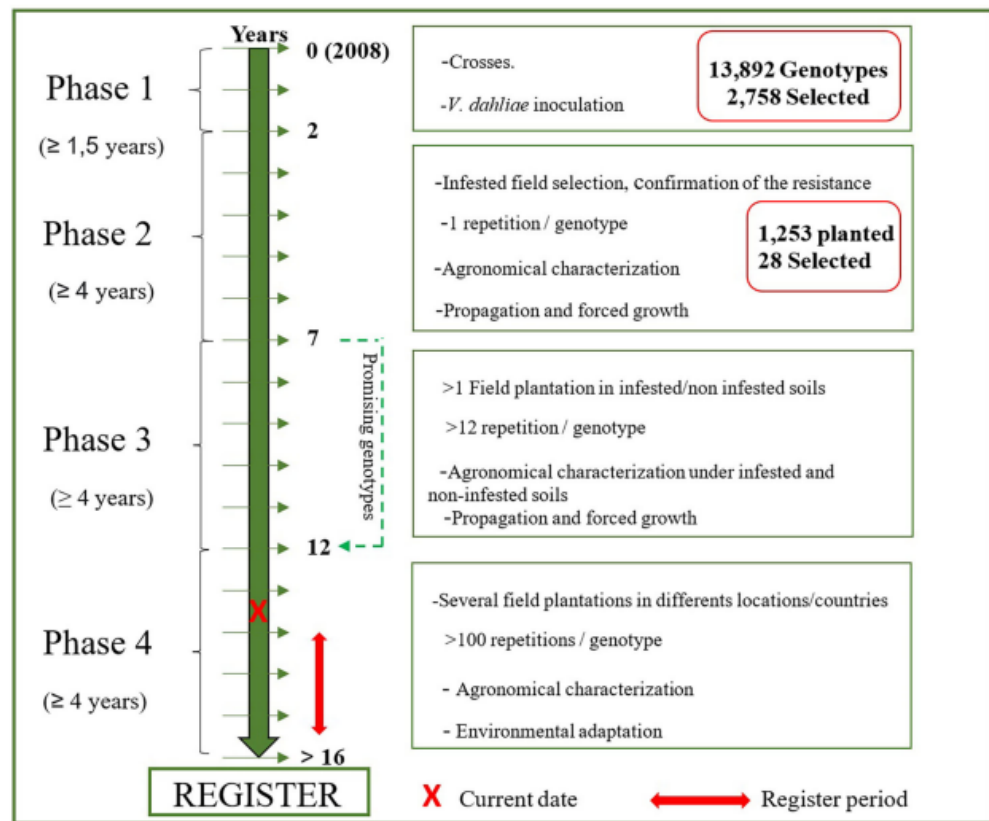 Years
0 (2008)
Phase 1
(≥ 1,5 years)
2
-Crosses.
-V. dahliae inoculation
13,892 Genotypes
2,758 Selected
Phase 2
(≥ 4 years)
7
-Infested field selection, Confirmation of the resistance
-1 repetition / genotype
-Agronomical characterization
-Propagation and forced growth
1,253 planted
28 Selected
Promising genotypes
Phase 3
(≥ 4 years)
12
>1 Field plantation in infested/non infested soils
>12 repetition / genotype
-Agronomical characterization under infested and
non-infested soils
-Propagation and forced growth
Phase 4
(≥ 4 years)
X
> 16
-Several field plantations in differents locations/countries
>100 repetitions / genotype
- Agronomical characterization
- Environmental adaptation
REGISTER
X Current date
Register period